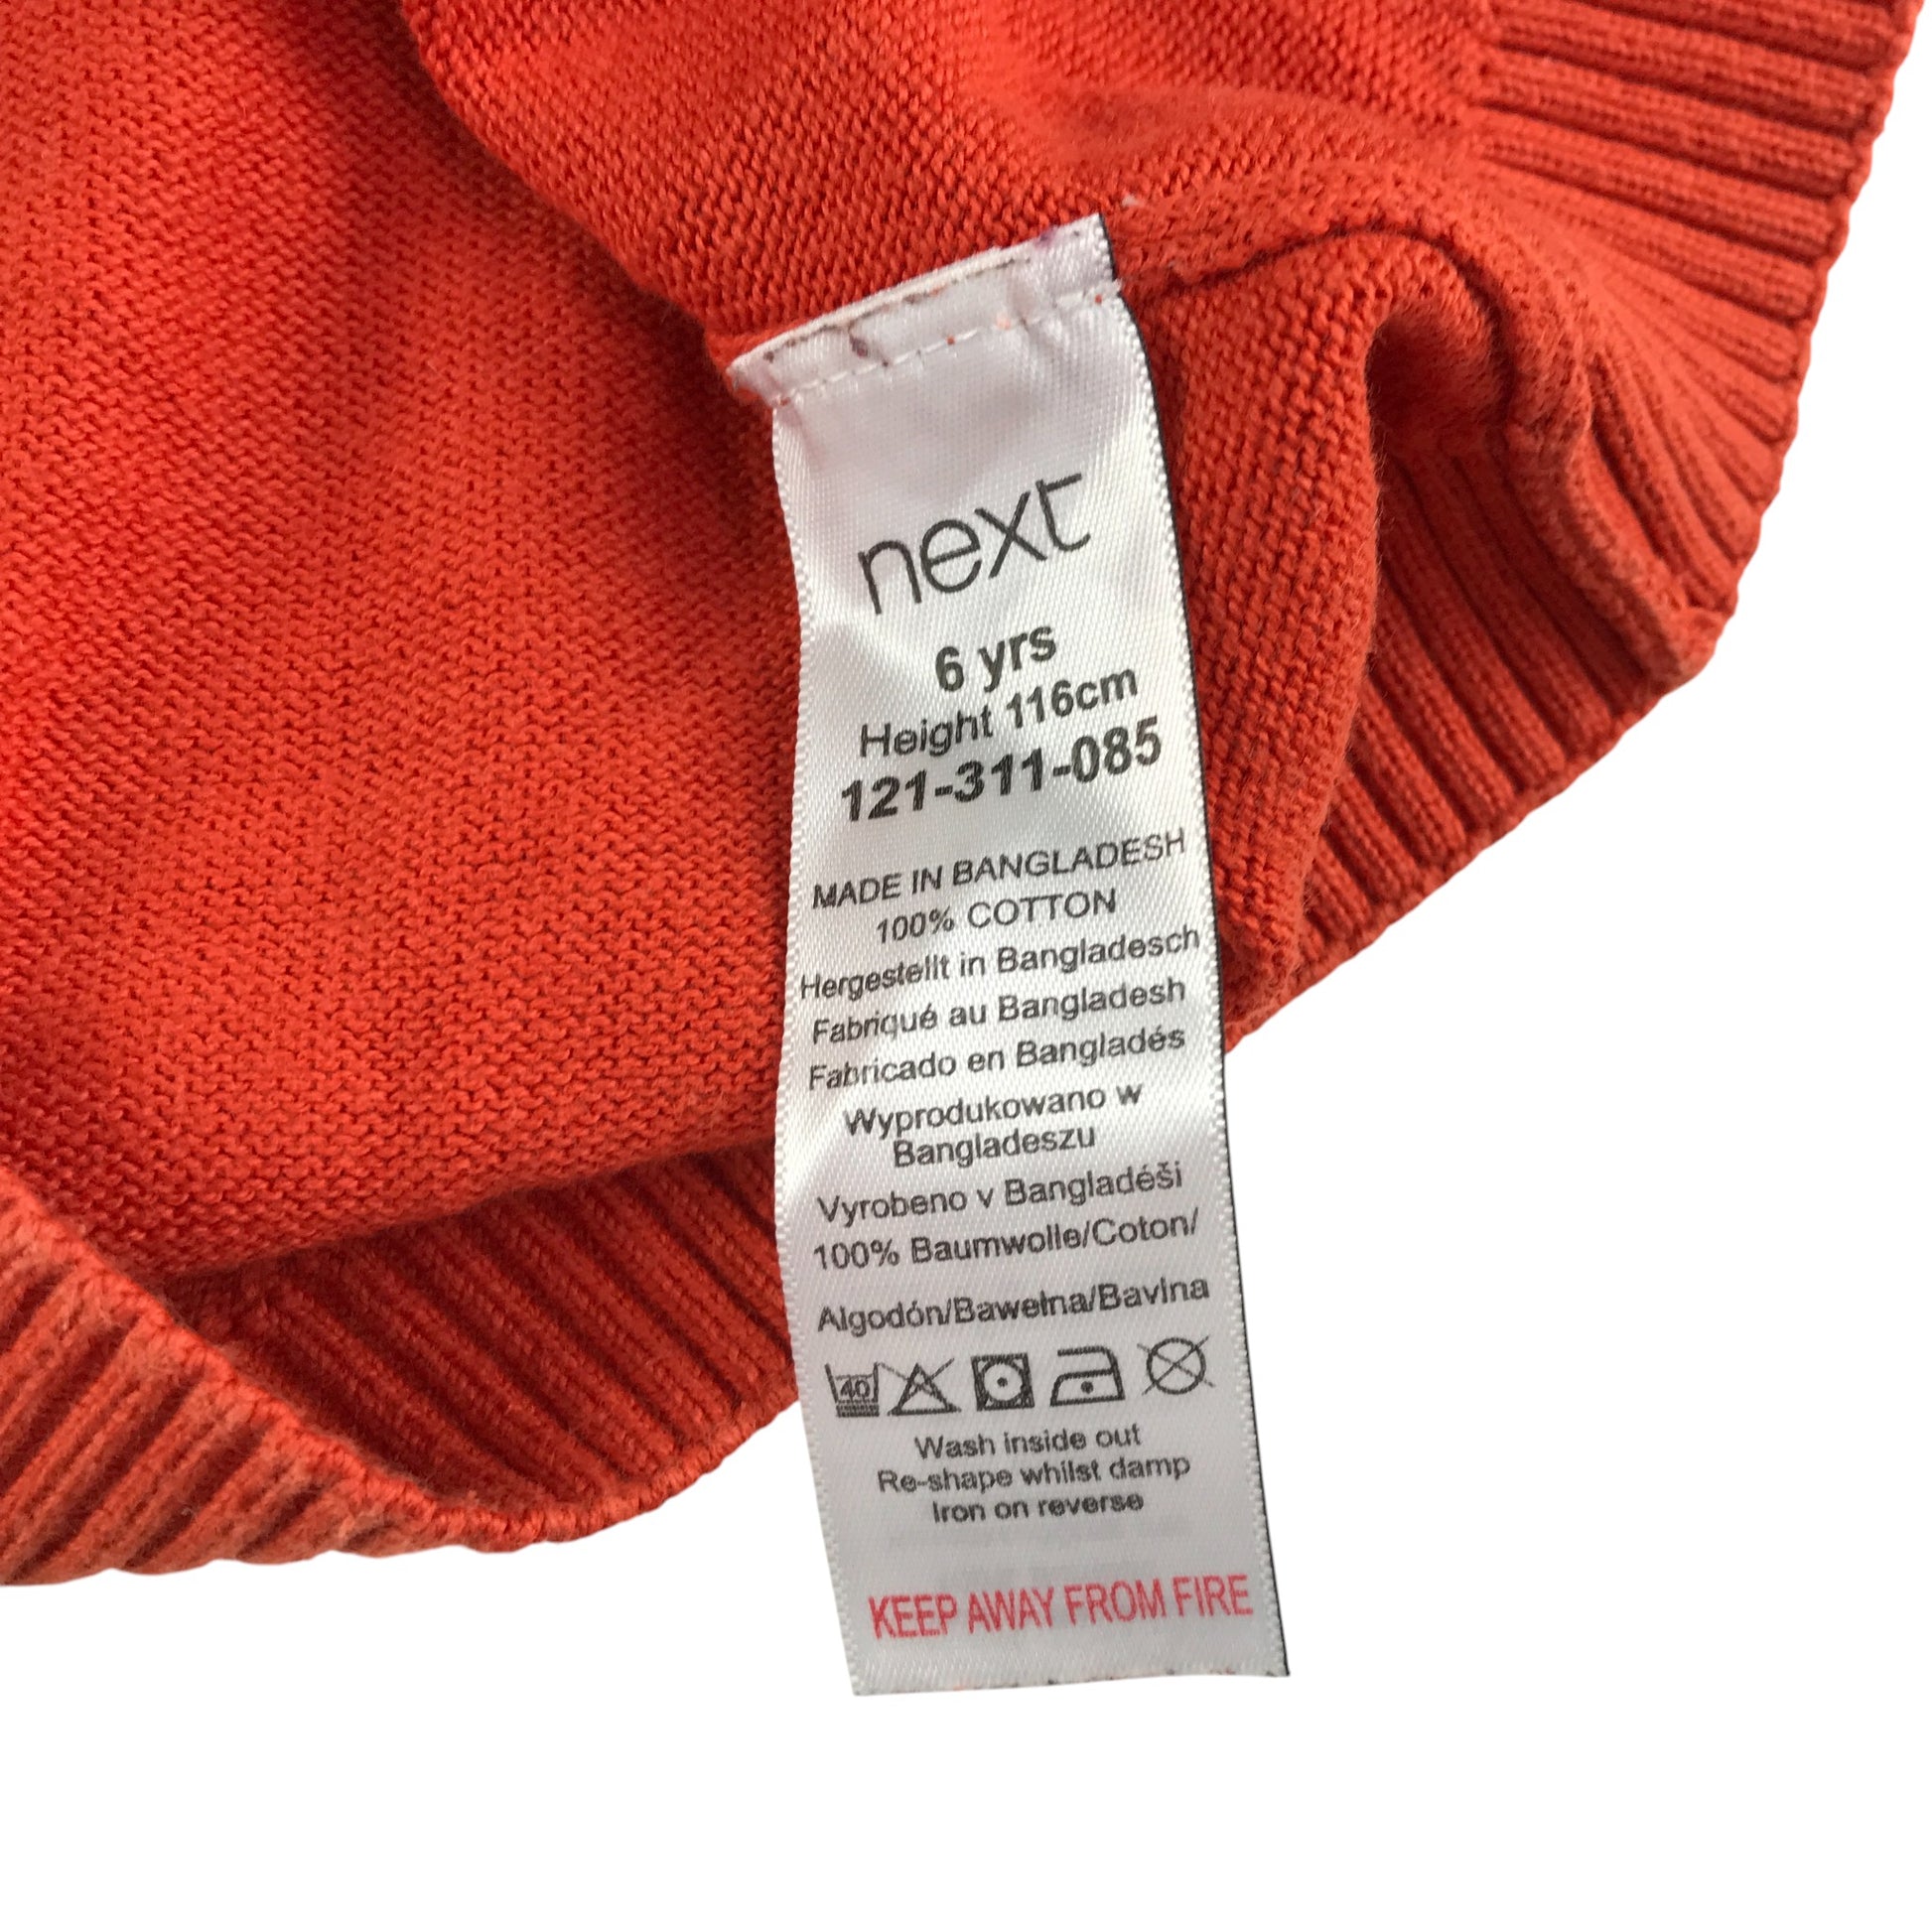 next
6 yrs
Height 116cm
121-311-085
MADE IN BANGLADESH
100% COTTON
Hergestellt in Bangladesch
Fabriqué au Bangladesh
Fabricado en Bangladés
Wyprodukowano w
Bangladeszu
Vyrobeno v Bangladéši
100% Baumwolle/Coton/
Algodón/Bawełna/Bavlna
40
Wash inside out
Re-shape whilst damp
Iron on reverse
KEEP AWAY FROM FIRE